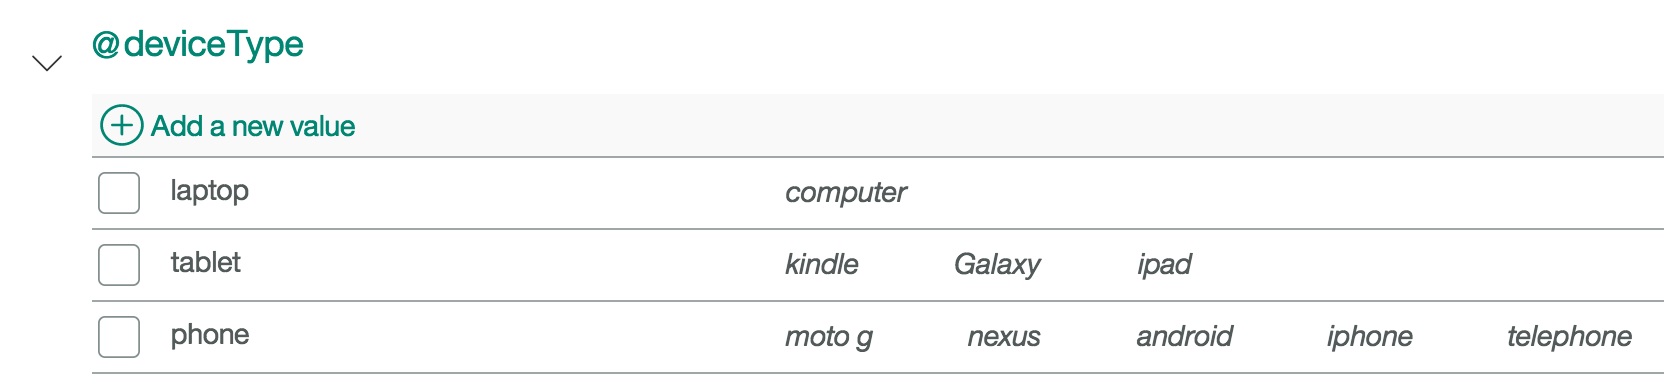 @deviceType
Add a new value
laptop computer
tablet kindle Galaxy ipad
phone moto g nexus android iphone telephone